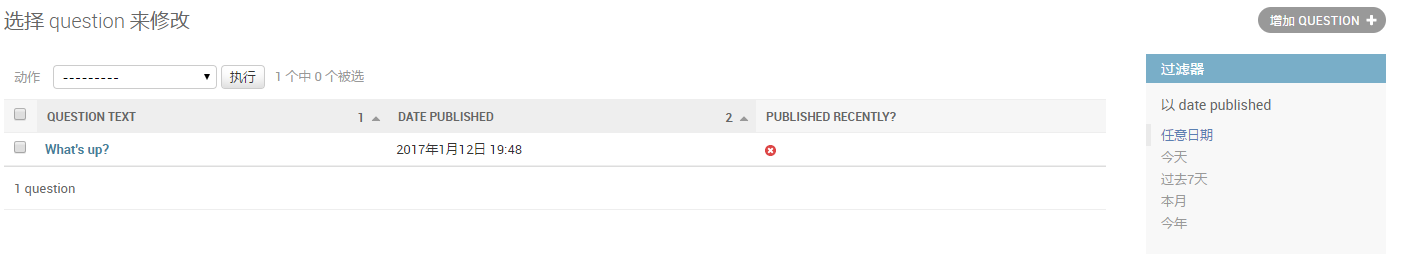 选择 question 来修改
增加 QUESTION +
动作 --------- 执行 1 个中 0 个被选
QUESTION TEXT 1 DATE PUBLISHED 2 PUBLISHED RECENTLY?
What's up? 2017年1月12日 19:48
1 question
过滤器
以 date published
任意日期
今天
过去7天
本月
今年